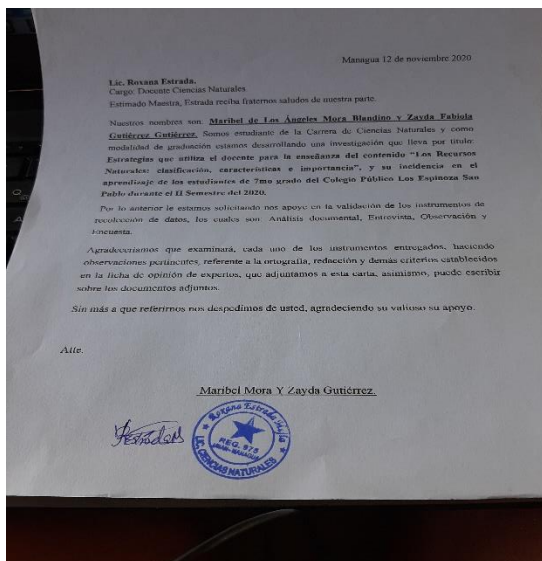 Managua 12 de noviembre 2020.
Lic. Roxana Estrada.
Cargo: Docente Ciencias Naturales
Estimado Maestra, Estrada reciba fraternos saludos de nuestra parte.
Nuestros nombres son: Maribel de Los Ángeles Mora Blandino y Zayda Fabiola
Gutiérrez Gutiérrez. Somos estudiante de la Carrera de Ciencias Naturales y como
modalidad de graduación estamos desarrollando una investigación que lleva por titulo:
Estrategias que utiliza el docente para la enseñanza del contenido "Los Recursos
Naturales: clasificación, características e importancia", y su incidencia en el
aprendizaje de los estudiantes de 7mo grado del Colegio Público Los Espinoza San
Pablo durante el II Semestre del 2020.
Por lo anterior le estamos solicitando nos apoye en la validación de los instrumentos de
recolección de datos, los cuales son: Análisis documental, Entrevista, Observación y
Encuesta.
Agradeceríamos que examinará, cada uno de los instrumentos entregados, haciendo
observaciones pertinentes, referente a la ortografía, redacción y demás criterios establecidos
en la ficha de opinión de expertos, que adjuntamos a esta carta, asimismo, puede escribir
sobre los documentos adjuntos.
Sin más a que referirnos nos despedimos de usted, agradeciendo su valioso su apoyo.
Atte.
Maribel Mora Y Zayda Gutiérrez.
Roxana Estrada
REG. 975
LIC. CIENCIAS NATURALES